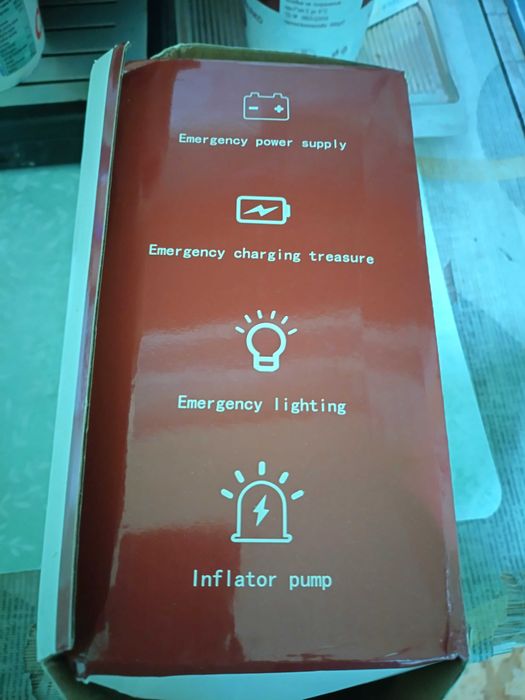 Emergency power supply
Emergency charging treasure
Emergency lighting
Inflator pump